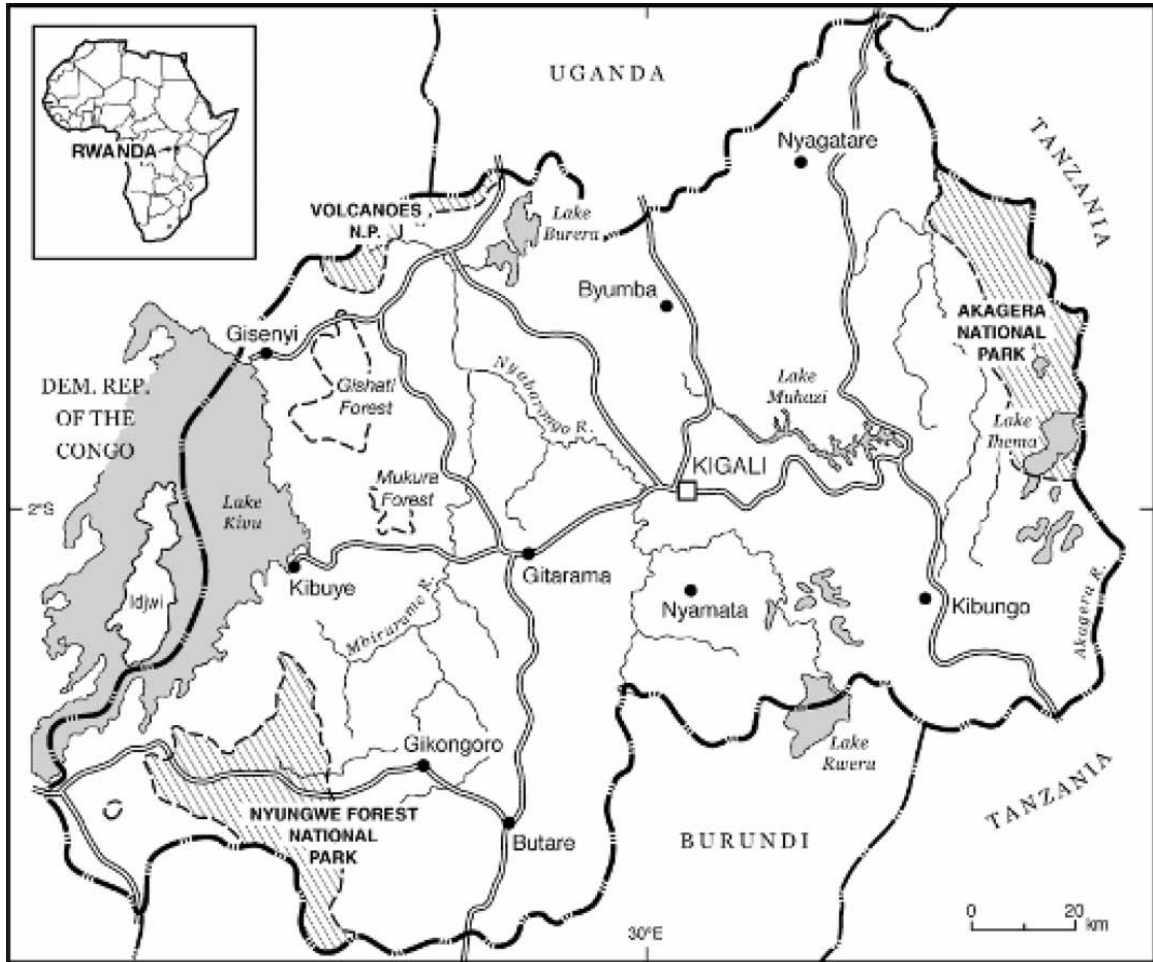 UGANDA
TANZANIA
Nyagatare
RWANDA
VOLCANOES
N.P.
Lake
Burera
Byumba
AKAGERA
NATIONAL
PARK
Gisenyi
DEM. REP.
OF THE
CONGO
Gishati
Forest
Nyabarongo R.
Lake
Muhazi
Lake
Ihema
KIGALI
Mukura
Forest
2°S
Lake
Kivu
Gitarama
Kibuye
Idjwi
Nyamata
Kibungo
Mbirurume R.
Akagera R.
Gikongoro
Lake
Rweru
TANZANIA
NYUNGWE FOREST
NATIONAL
PARK
Butare
BURUNDI
0 20
km
30°E